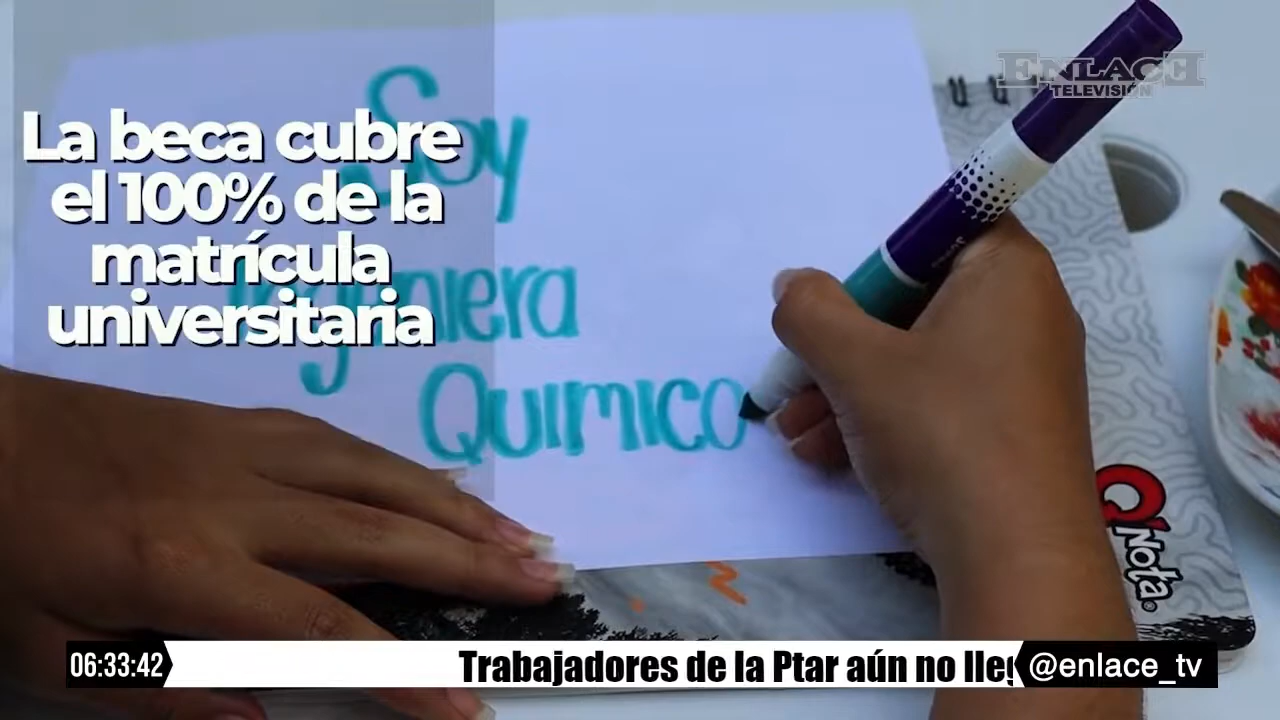 La beca cubre
el 100% de la
matrícula
universitaria
Soy
Ingeniera
Quimico
ENLACE
TELEVISIÓN
Q'Nota®
06:33:42
Trabajadores de la Ptar aún no lleg
@enlace_tv